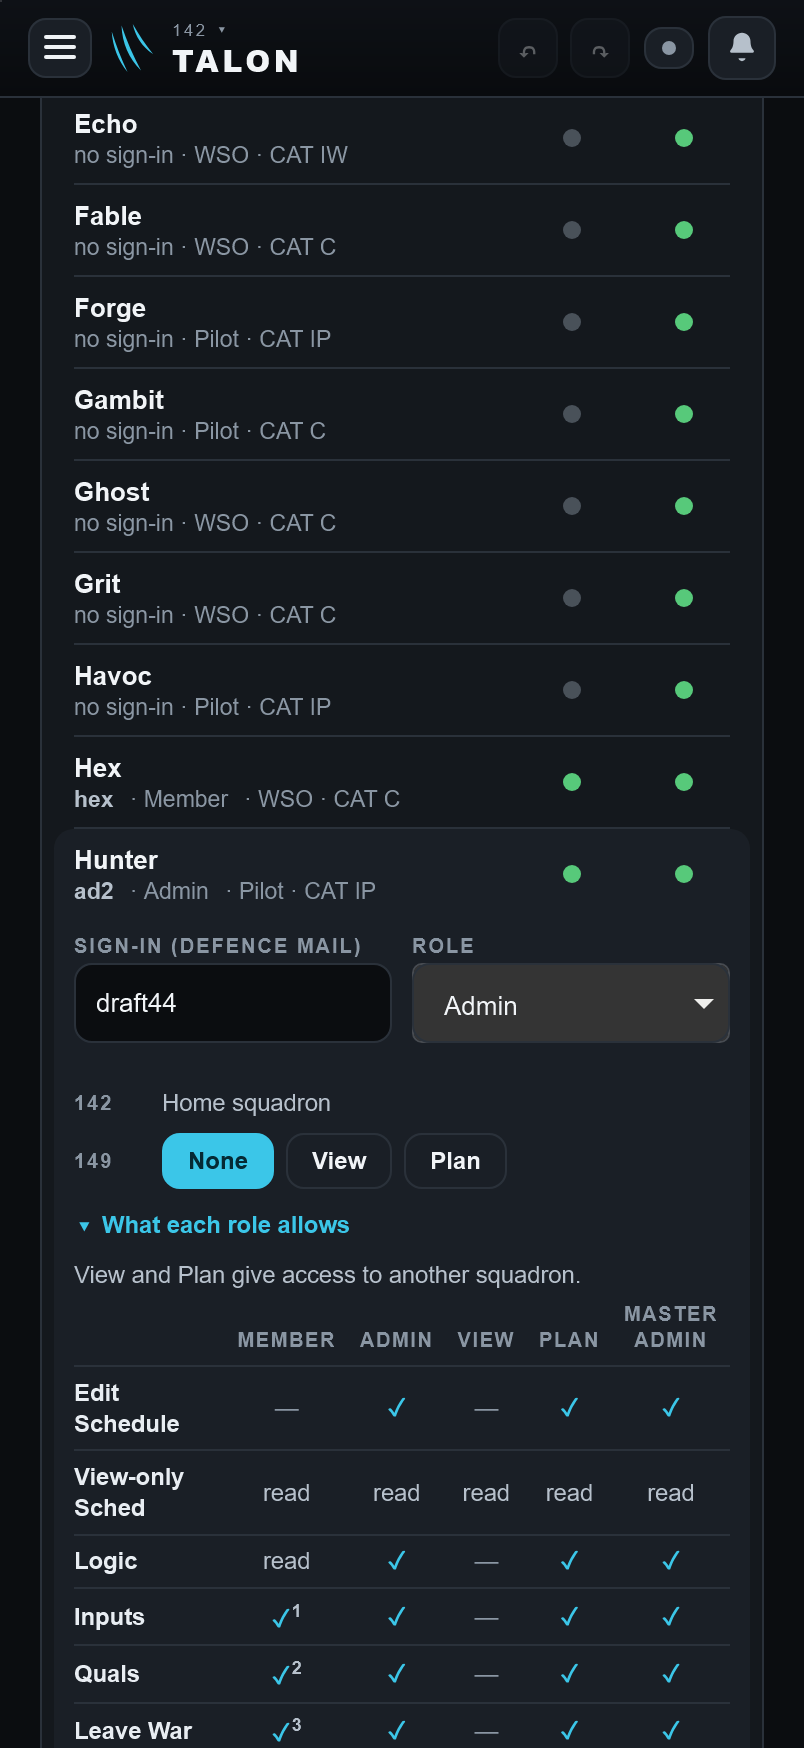 142 ▾
TALON
Echo
no sign-in · WSO · CAT IW
Fable
no sign-in · WSO · CAT C
Forge
no sign-in · Pilot · CAT IP
Gambit
no sign-in · Pilot · CAT C
Ghost
no sign-in · WSO · CAT C
Grit
no sign-in · WSO · CAT C
Havoc
no sign-in · Pilot · CAT IP
Hex
hex · Member · WSO · CAT C
Hunter
ad2 · Admin · Pilot · CAT IP
SIGN-IN (DEFENCE MAIL) ROLE
draft44 Admin
142 Home squadron
149 None View Plan
▼ What each role allows
View and Plan give access to another squadron.
MEMBER ADMIN VIEW PLAN MASTER ADMIN
Edit Schedule — ✓ — ✓ ✓
View-only Sched read read read read read
Logic read ✓ — ✓ ✓
Inputs ✓1 ✓ — ✓ ✓
Quals ✓2 ✓ — ✓ ✓
Leave War ✓3 ✓ — ✓ ✓